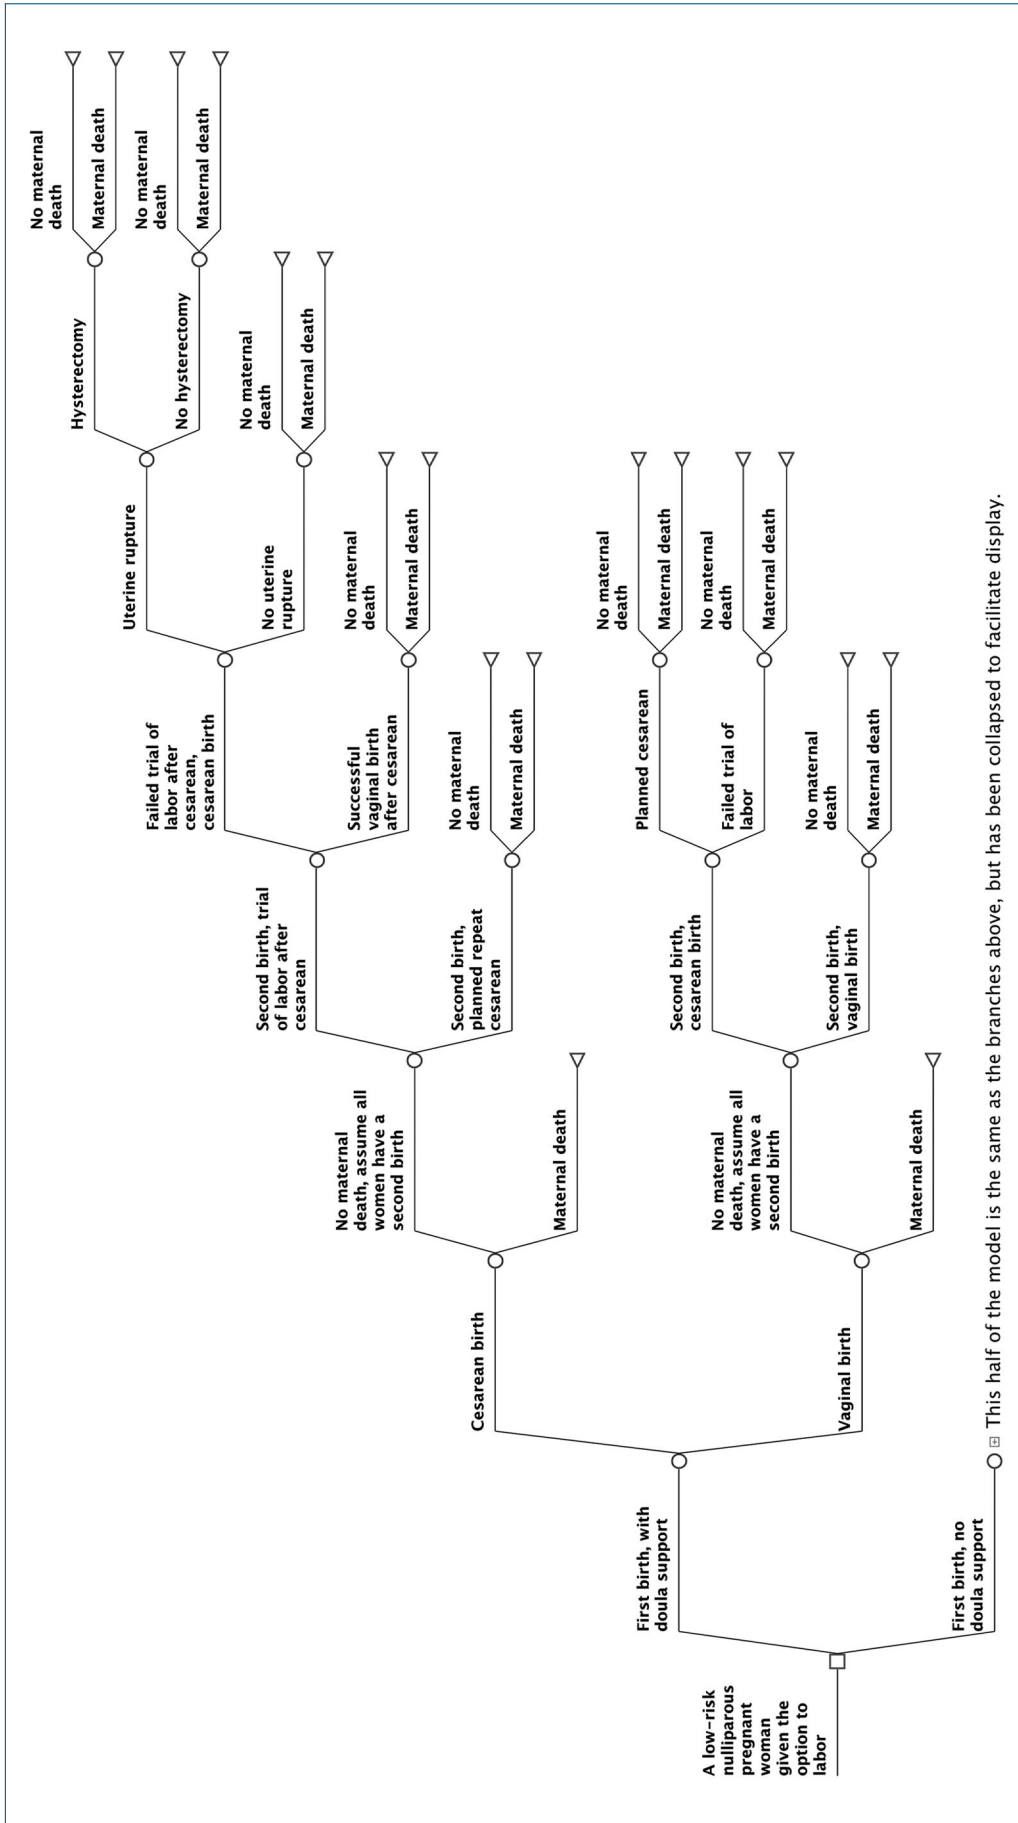 A low-risk
nulliparous
pregnant
woman
given the
option to
labor
First birth, with
doula support
Cesarean birth
No maternal
death, assume all
women have a
second birth
Second birth, trial
of labor after
cesarean
Failed trial of
labor after
cesarean,
cesarean birth
Uterine rupture
Hysterectomy
No maternal
death
Maternal death
No hysterectomy
No maternal
death
Maternal death
No uterine
rupture
No maternal
death
Maternal death
Successful
vaginal birth
after cesarean
No maternal
death
Maternal death
Second birth,
planned repeat
cesarean
No maternal
death
Maternal death
Maternal death
Vaginal birth
No maternal
death, assume all
women have a
second birth
Second birth,
cesarean birth
Planned cesarean
No maternal
death
Maternal death
Failed trial of
labor
No maternal
death
Maternal death
Second birth,
vaginal birth
No maternal
death
Maternal death
Maternal death
First birth, no
doula support
This half of the model is the same as the branches above, but has been collapsed to facilitate display.